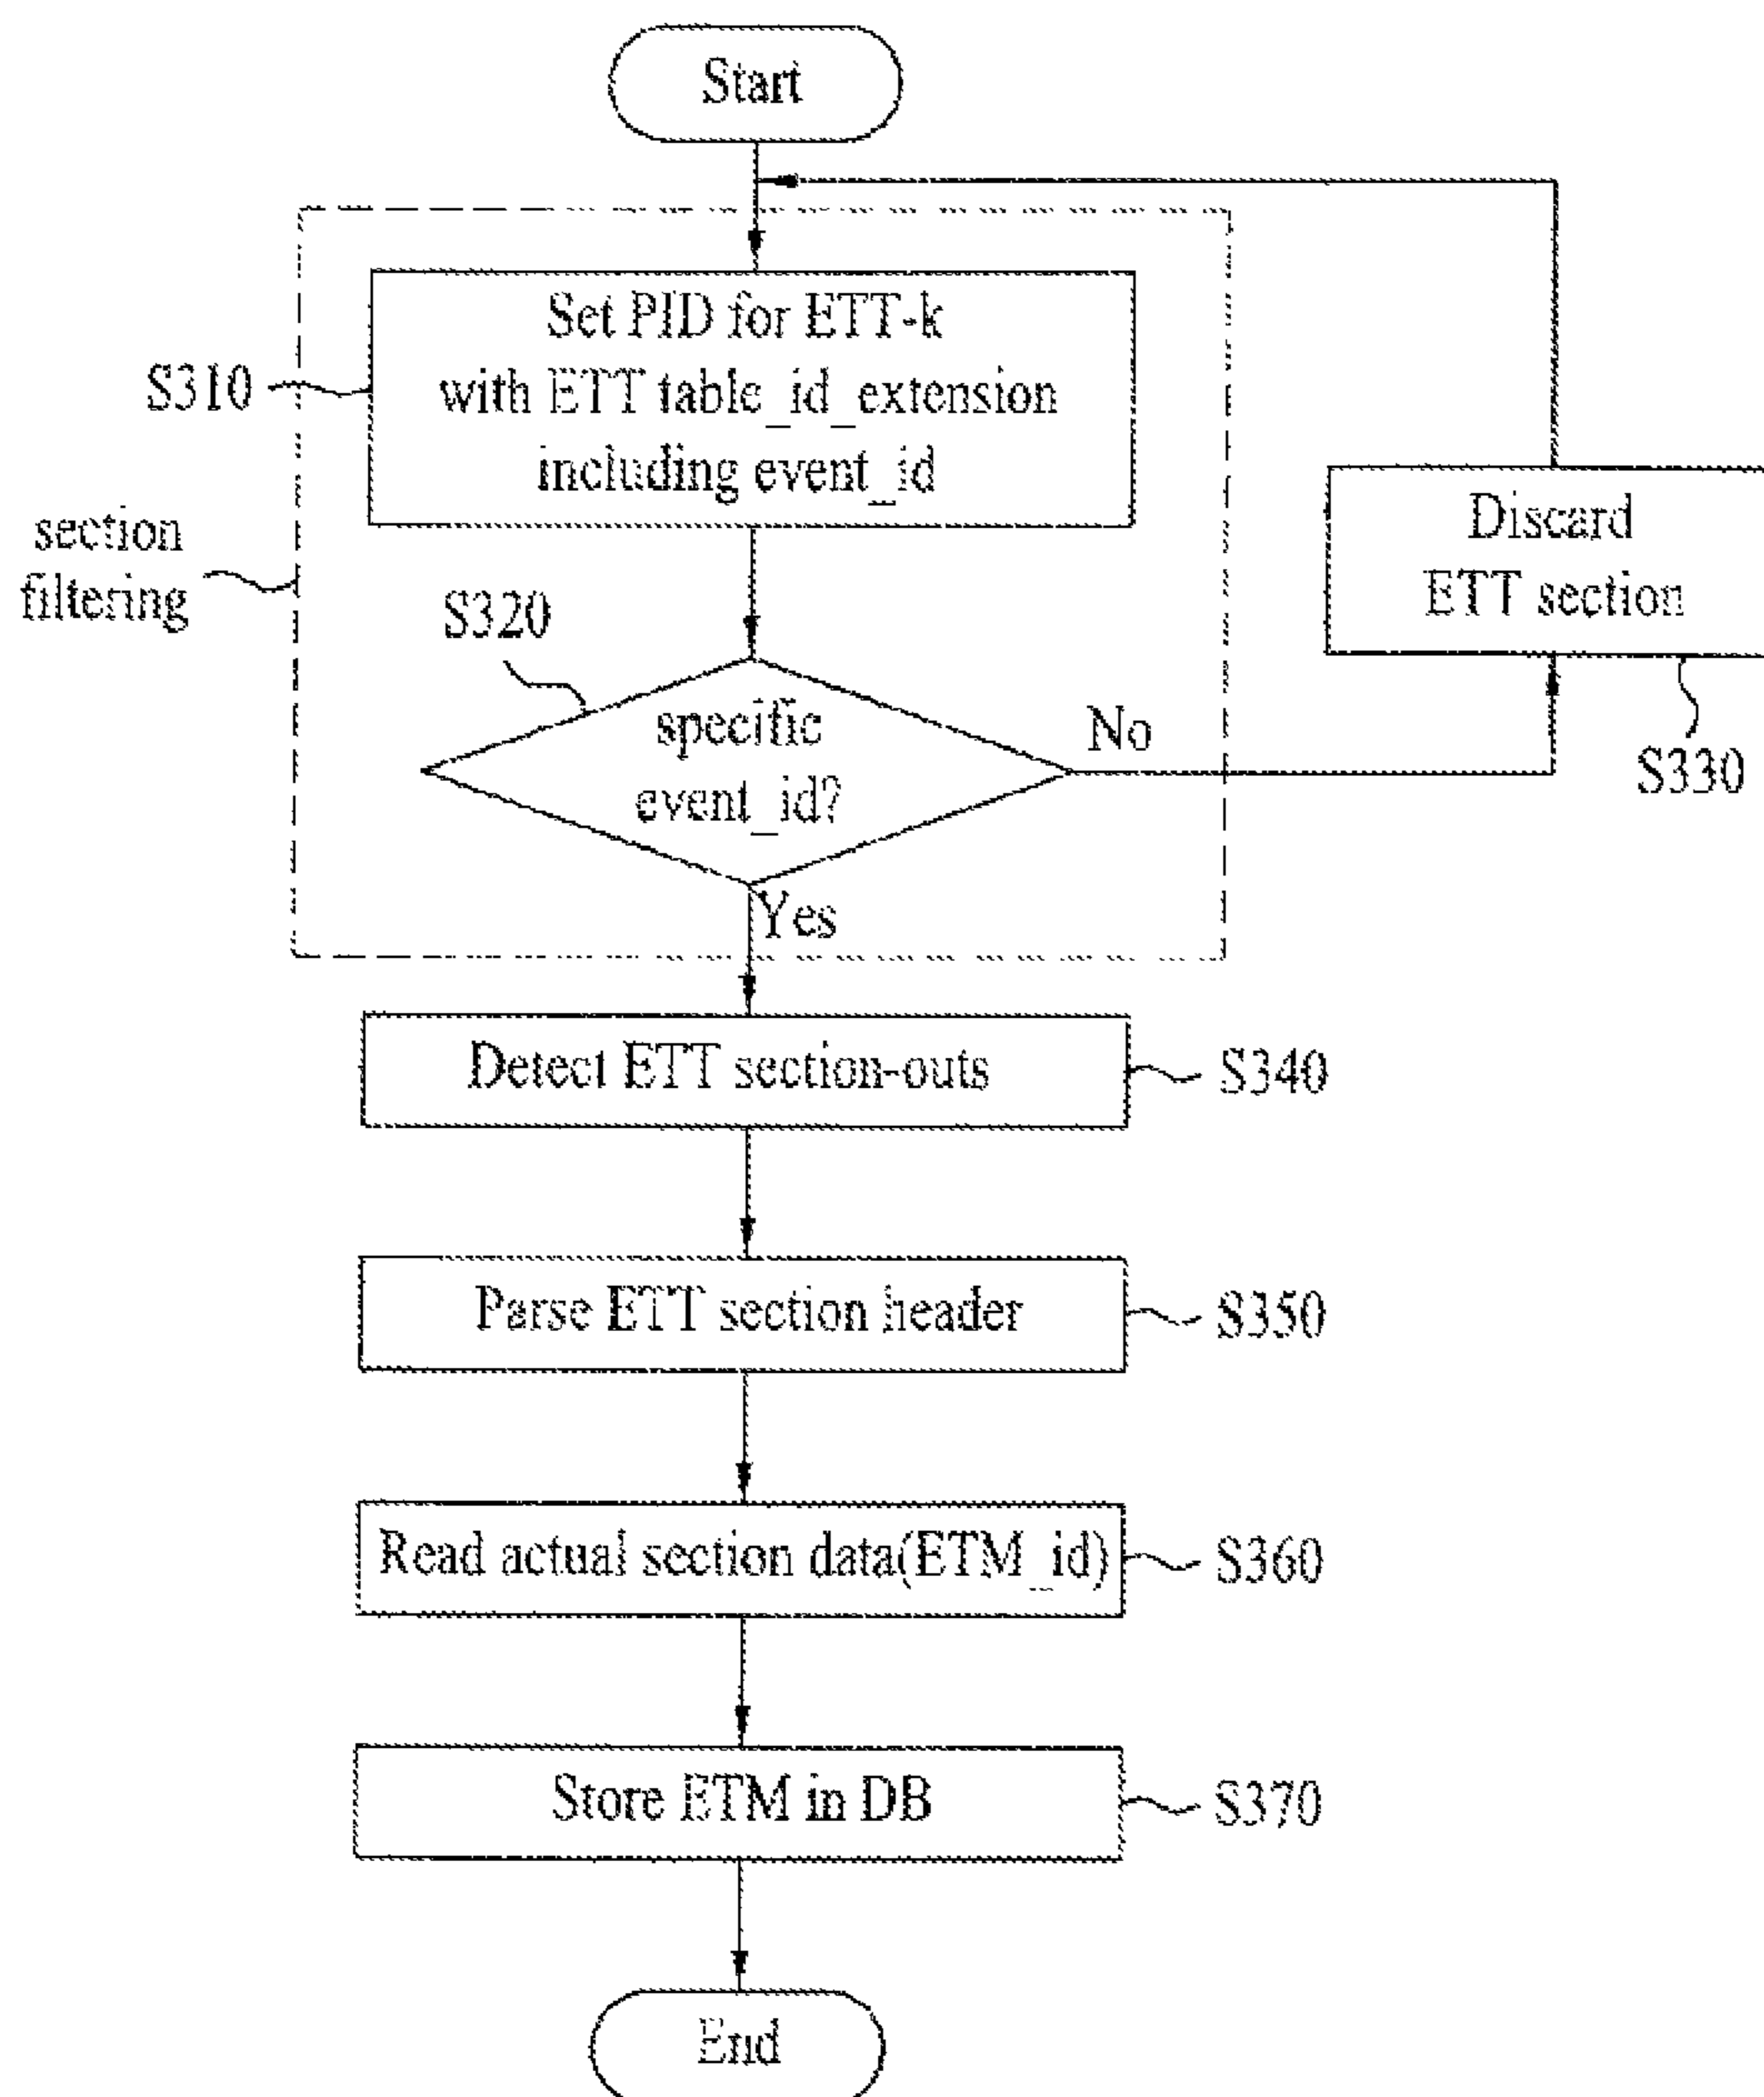 Start
Set PID for ETT-k
with ETT table_id_extension
including event_id
S310
section
filtering
Discard
ETT section
S330
S320
specific
event_id?
No
Yes
Detect ETT section-outs
S340
Parse ETT section header
S350
Read actual section data(ETM_id)
S360
Store ETM in DB
S370
End